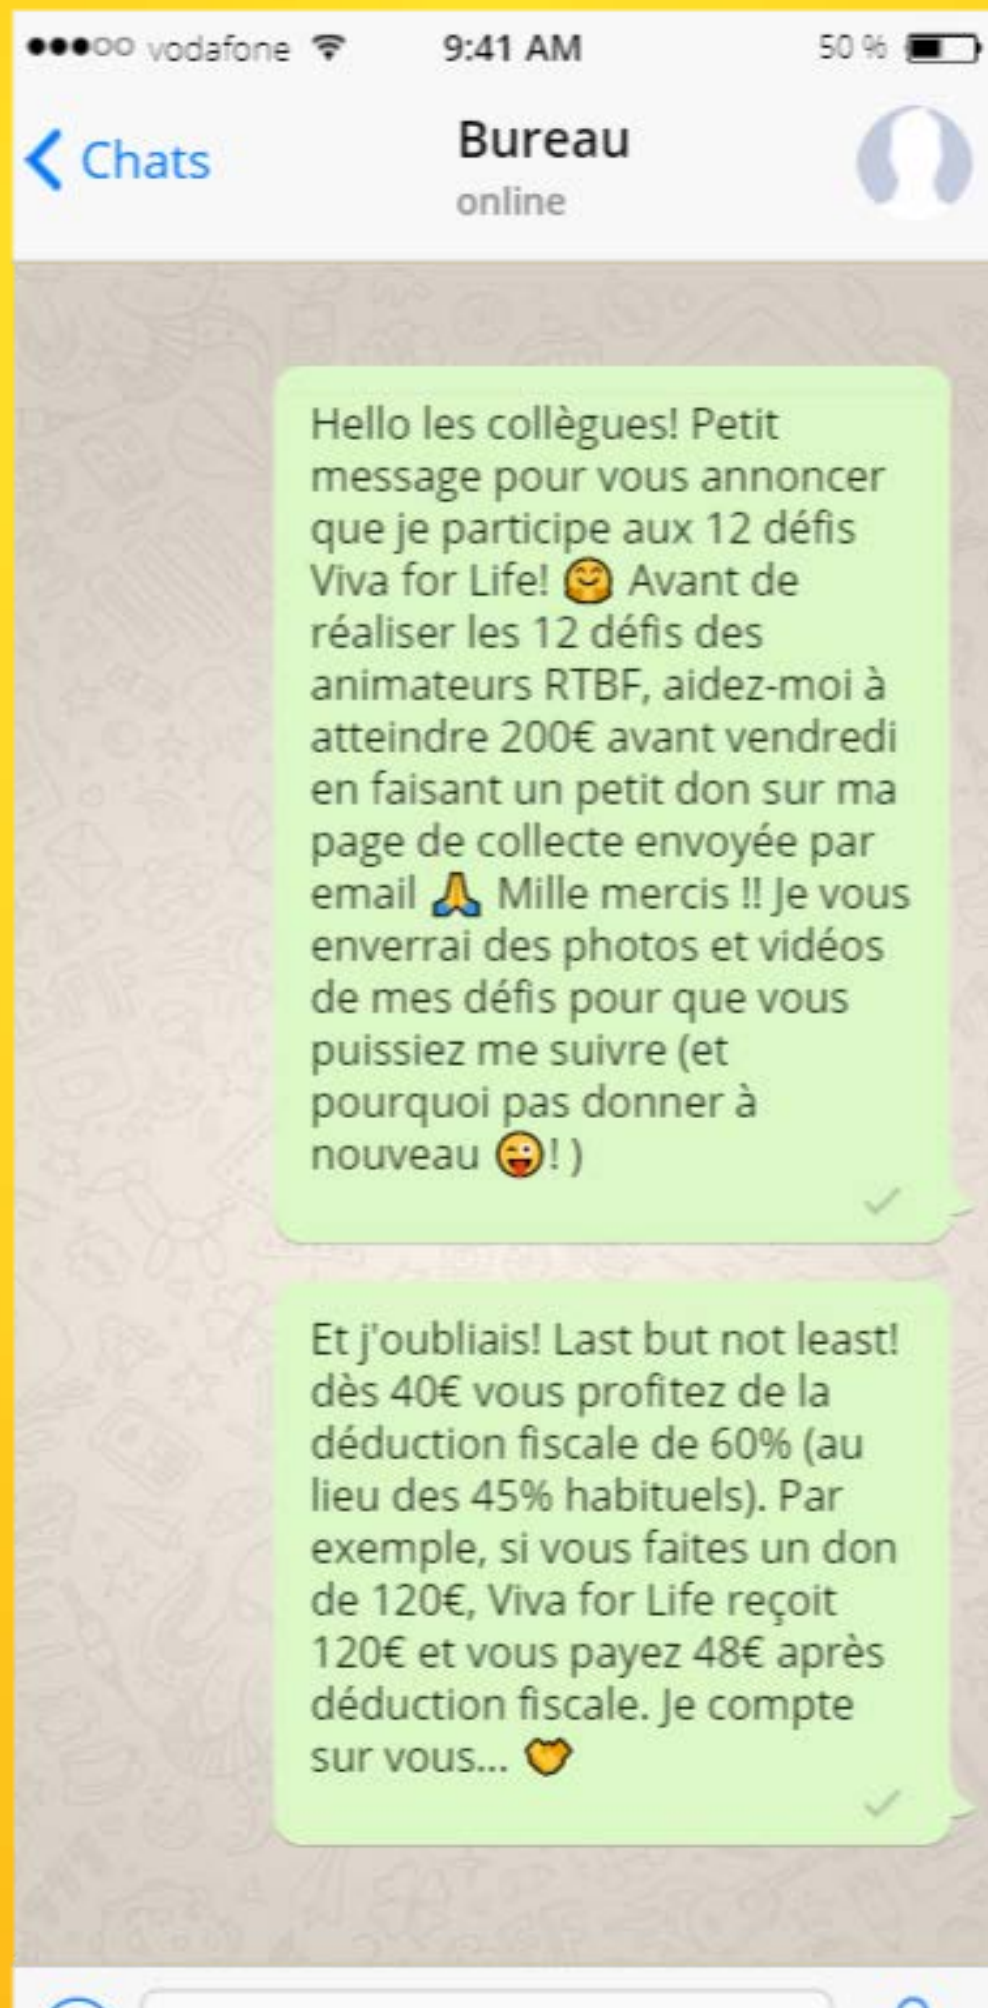 vodafone 9:41 AM 50 %
Chats
Bureau
online
Hello les collègues! Petit
message pour vous annoncer
que je participe aux 12 défis
Viva for Life! 🤗 Avant de
réaliser les 12 défis des
animateurs RTBF, aidez-moi à
atteindre 200€ avant vendredi
en faisant un petit don sur ma
page de collecte envoyée par
email 🙏 Mille mercis !! Je vous
enverrai des photos et vidéos
de mes défis pour que vous
puissiez me suivre (et
pourquoi pas donner à
nouveau 😜! )
Et j'oubliais! Last but not least!
dès 40€ vous profitez de la
déduction fiscale de 60% (au
lieu des 45% habituels). Par
exemple, si vous faites un don
de 120€, Viva for Life reçoit
120€ et vous payez 48€ après
déduction fiscale. Je compte
sur vous...